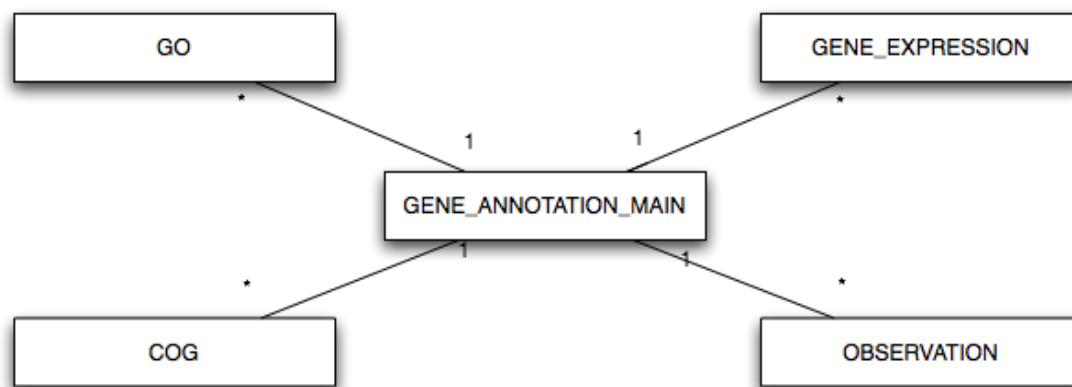 GO
GENE_EXPRESSION
*
*
1
1
GENE_ANNOTATION_MAIN
1
1
*
*
COG
OBSERVATION